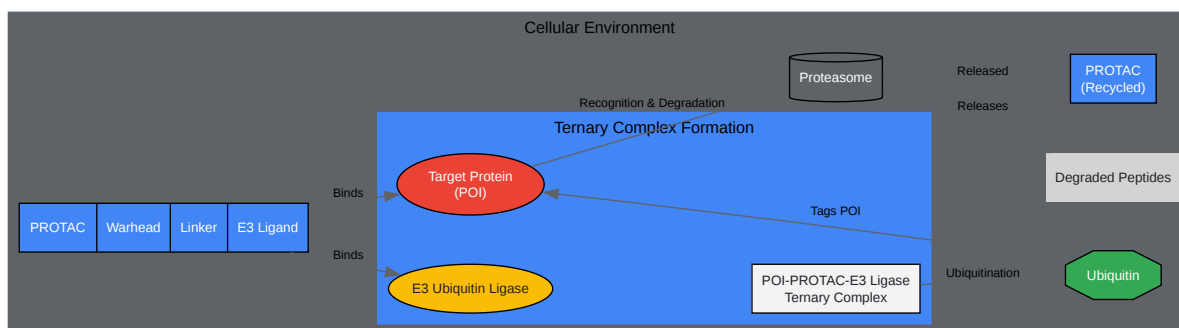 Cellular Environment
Proteasome
Released
PROTAC
(Recycled)
Recognition & Degradation
Releases
Ternary Complex Formation
Target Protein
(POI)
Degraded Peptides
Binds
Tags POI
PROTAC
Warhead
Linker
E3 Ligand
Binds
E3 Ubiquitin Ligase
POI-PROTAC-E3 Ligase
Ternary Complex
Ubiquitination
Ubiquitin